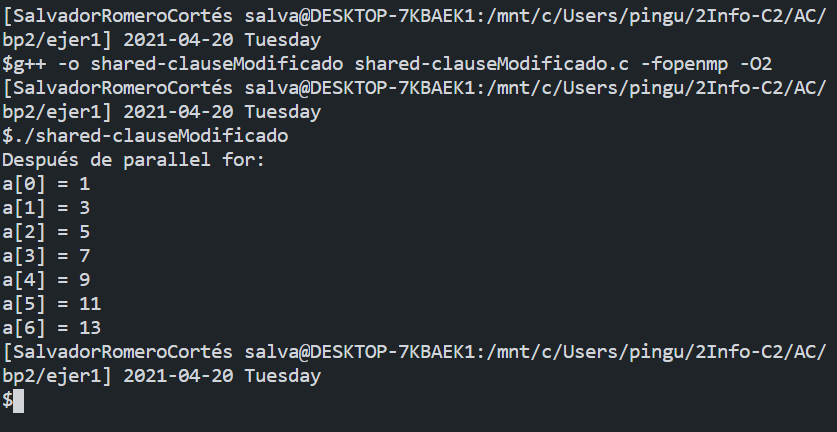 [SalvadorRomeroCortés salva@DESKTOP-7KBAEK1:/mnt/c/Users/pingu/2Info-C2/AC/
bp2/ejer1] 2021-04-20 Tuesday
$g++ -o shared-clauseModificado shared-clauseModificado.c -fopenmp -O2
[SalvadorRomeroCortés salva@DESKTOP-7KBAEK1:/mnt/c/Users/pingu/2Info-C2/AC/
bp2/ejer1] 2021-04-20 Tuesday
$./shared-clauseModificado
Después de parallel for:
a[0] = 1
a[1] = 3
a[2] = 5
a[3] = 7
a[4] = 9
a[5] = 11
a[6] = 13
[SalvadorRomeroCortés salva@DESKTOP-7KBAEK1:/mnt/c/Users/pingu/2Info-C2/AC/
bp2/ejer1] 2021-04-20 Tuesday
$